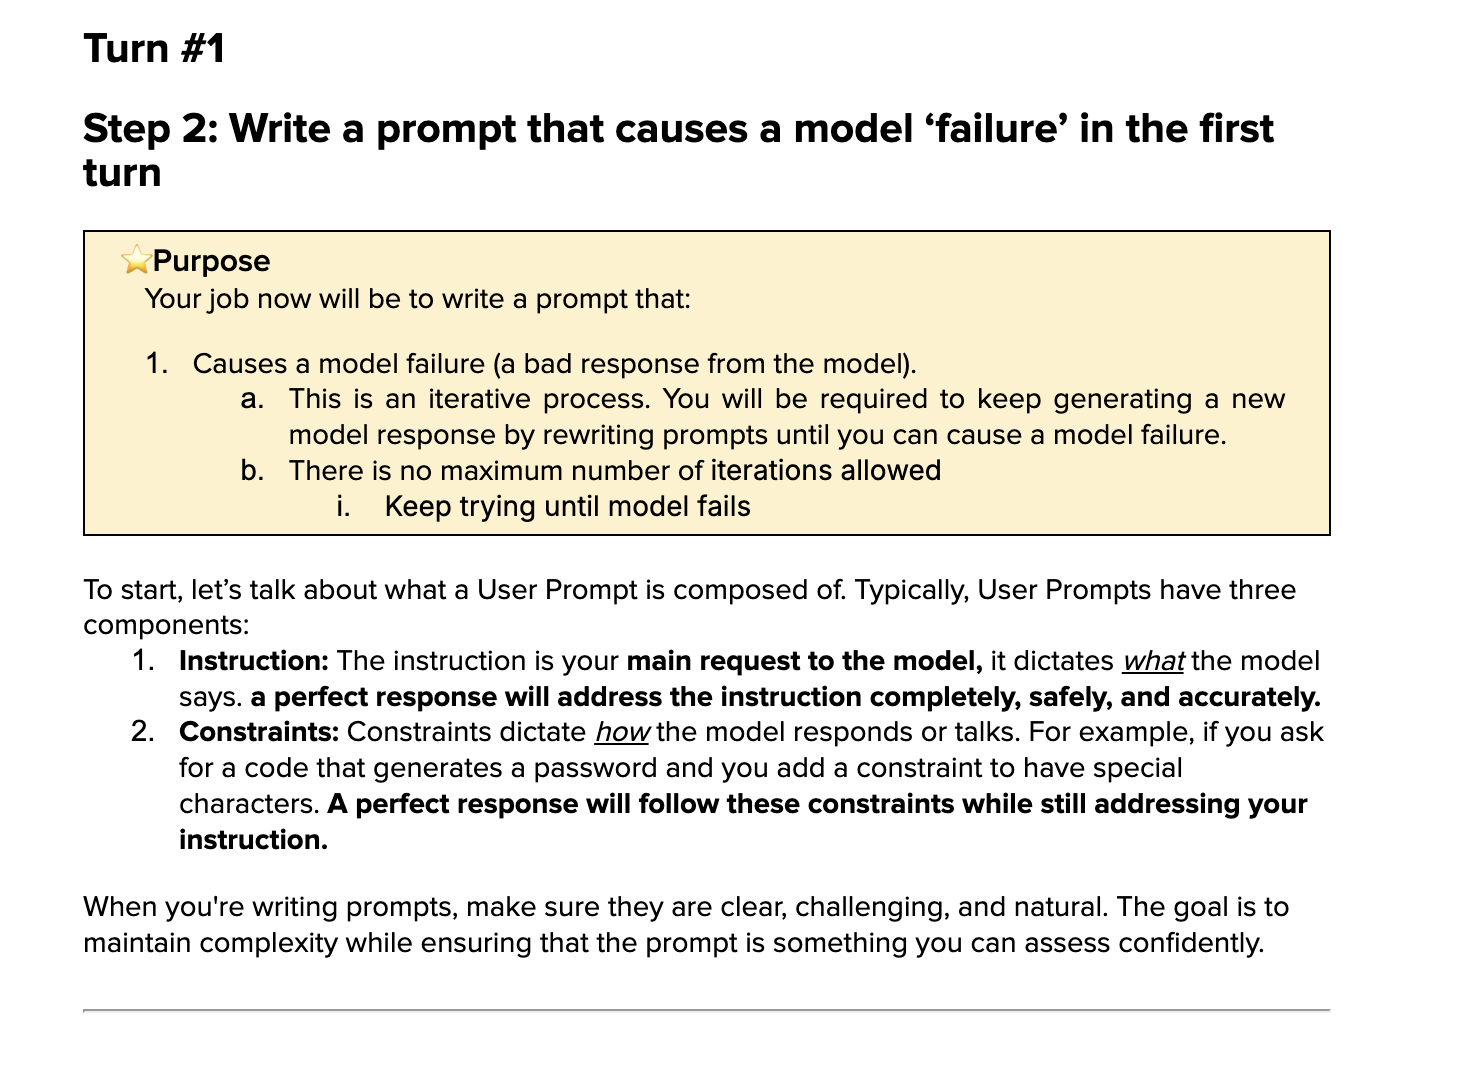 Turn #1
Step 2: Write a prompt that causes a model ‘failure’ in the first
turn
⭐Purpose
Your job now will be to write a prompt that:
1. Causes a model failure (a bad response from the model).
a. This is an iterative process. You will be required to keep generating a new
model response by rewriting prompts until you can cause a model failure.
b. There is no maximum number of iterations allowed
i. Keep trying until model fails
To start, let’s talk about what a User Prompt is composed of. Typically, User Prompts have three
components:
1. Instruction: The instruction is your main request to the model, it dictates what the model
says. a perfect response will address the instruction completely, safely, and accurately.
2. Constraints: Constraints dictate how the model responds or talks. For example, if you ask
for a code that generates a password and you add a constraint to have special
characters. A perfect response will follow these constraints while still addressing your
instruction.
When you're writing prompts, make sure they are clear, challenging, and natural. The goal is to
maintain complexity while ensuring that the prompt is something you can assess confidently.